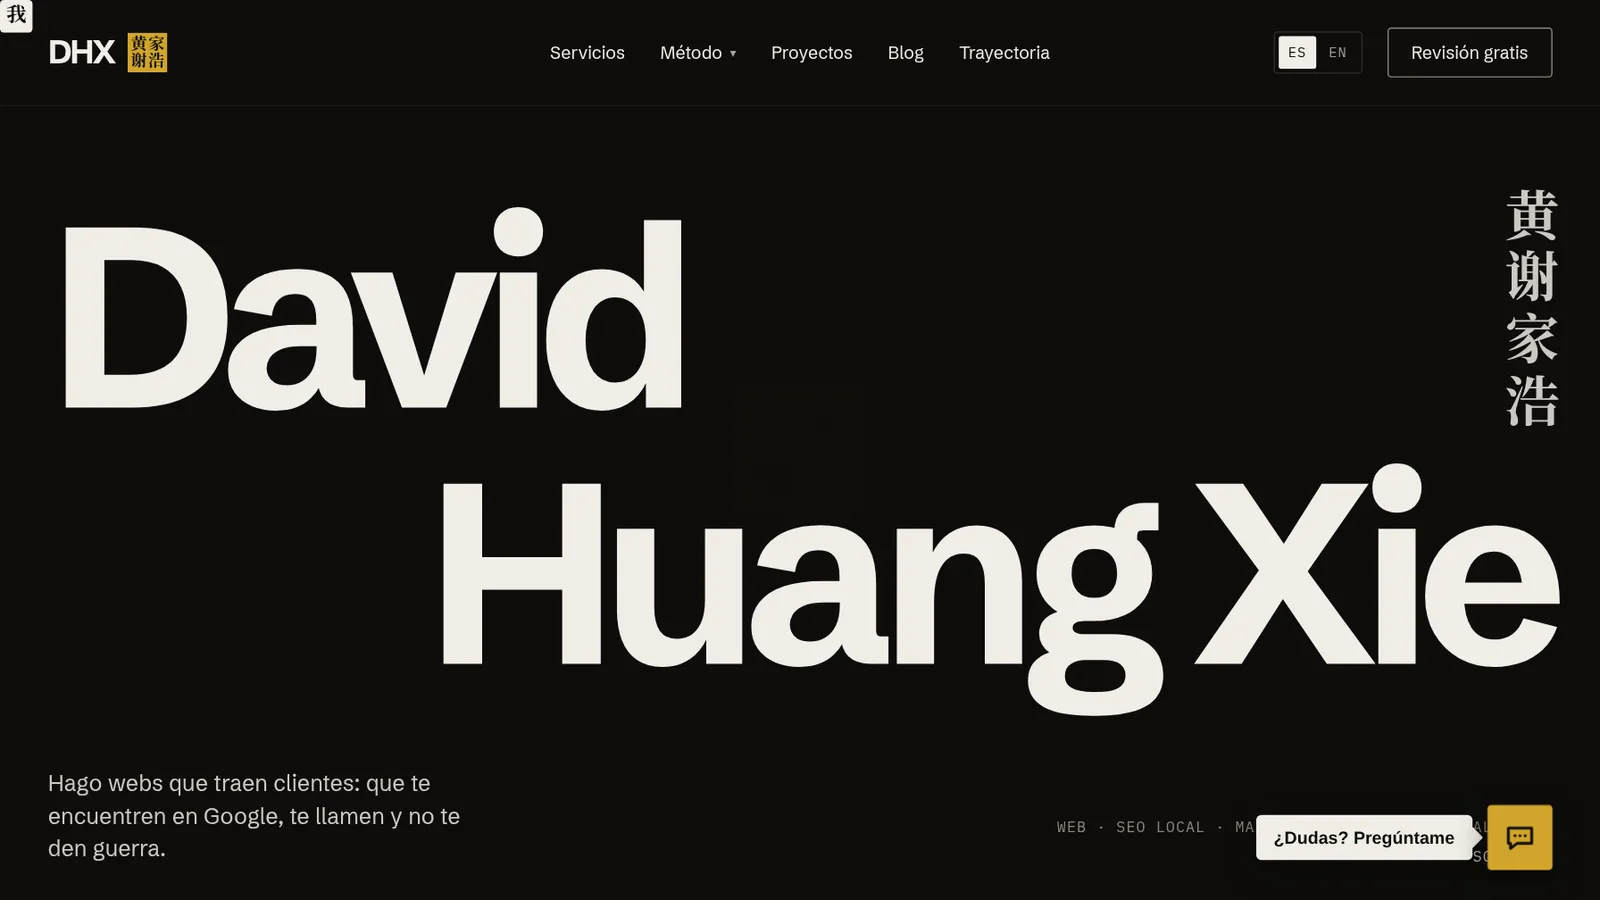 我
DHX 黄家
谢浩
Servicios
Método ▾
Proyectos
Blog
Trayectoria
ES EN
Revisión gratis
黄谢家浩
David
Huang Xie
Hago webs que traen clientes: que te
encuentren en Google, te llamen y no te
den guerra.
WEB · SEO LOCAL ·
¿Dudas? Pregúntame